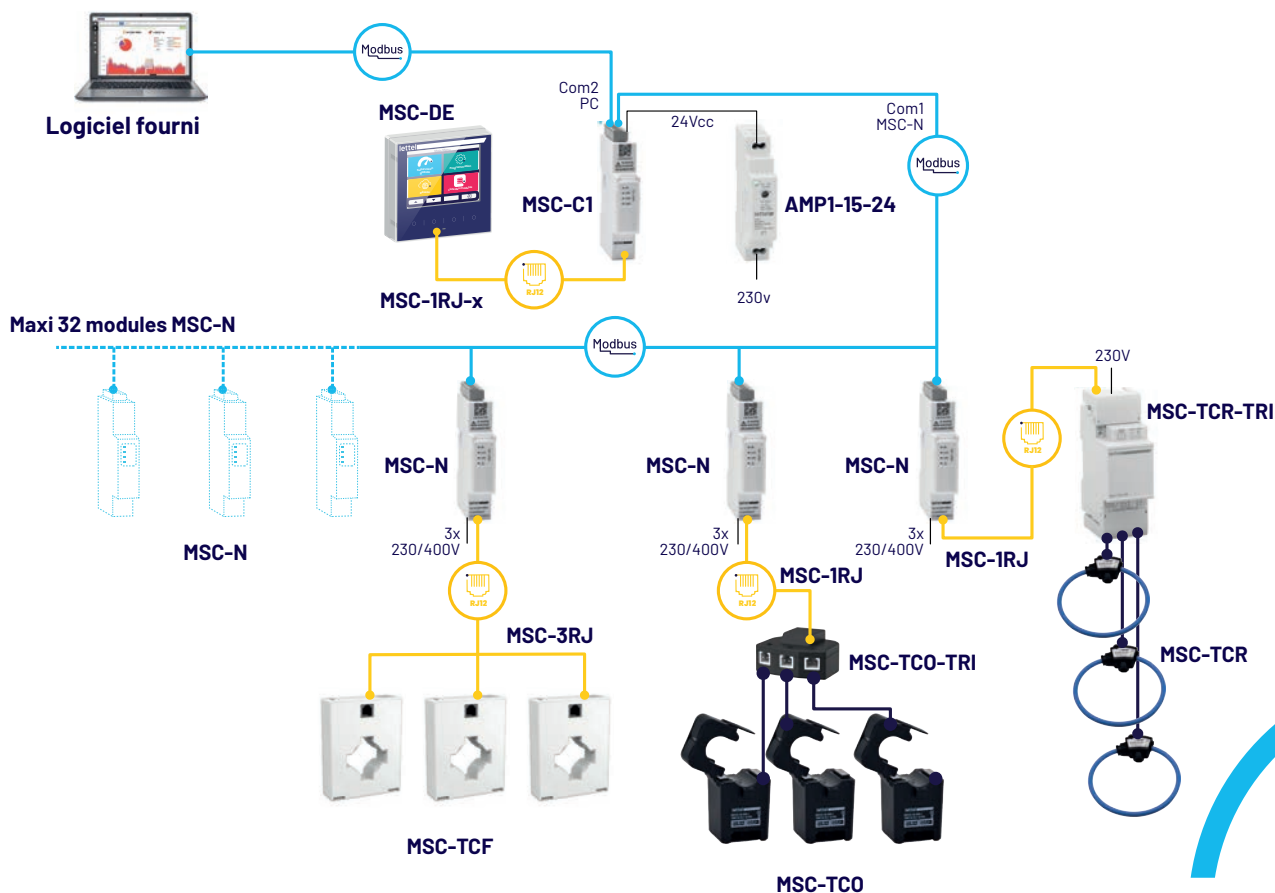 Modbus
Logiciel fourni
Com2
PC
MSC-DE
lettel
24Vcc
Com1
MSC-N
Modbus
MSC-C1
AMP1-15-24
RJ12
MSC-1RJ-x
230v
Maxi 32 modules MSC-N
Modbus
230V
MSC-TCR-TRI
RJ12
MSC-N
MSC-N
MSC-N
MSC-N
3x
230/400V
3x
230/400V
3x
230/400V
MSC-1RJ
MSC-1RJ
RJ12
RJ12
MSC-3RJ
MSC-TCO-TRI
MSC-TCR
MSC-TCF
MSC-TCO